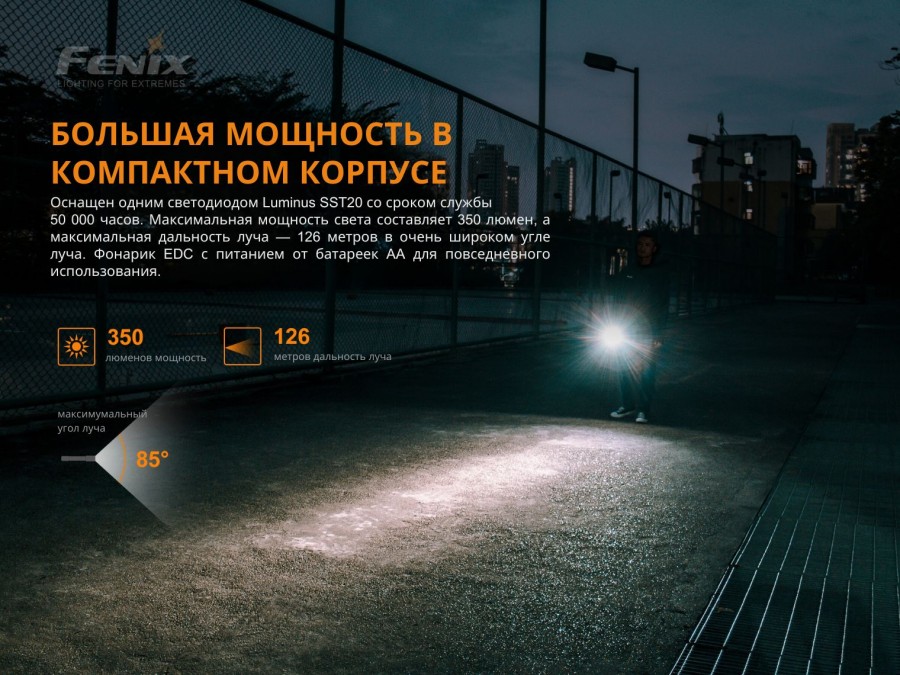 FENIX
LIGHTING FOR EXTREMES
БОЛЬШАЯ МОЩНОСТЬ В
КОМПАКТНОМ КОРПУСЕ
Оснащен одним светодиодом Luminus SST20 со сроком службы
50 000 часов. Максимальная мощность света составляет 350 люмен, а
максимальная дальность луча — 126 метров в очень широком угле
луча. Фонарик EDC с питанием от батареек АА для повседневного
использования.
350
люменов мощность
126
метров дальность луча
максимумальный
угол луча
85°